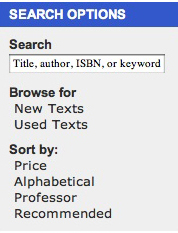 SEARCH OPTIONS
Search
Title, author, ISBN, or keyword
Browse for
New Texts
Used Texts
Sort by:
Price
Alphabetical
Professor
Recommended